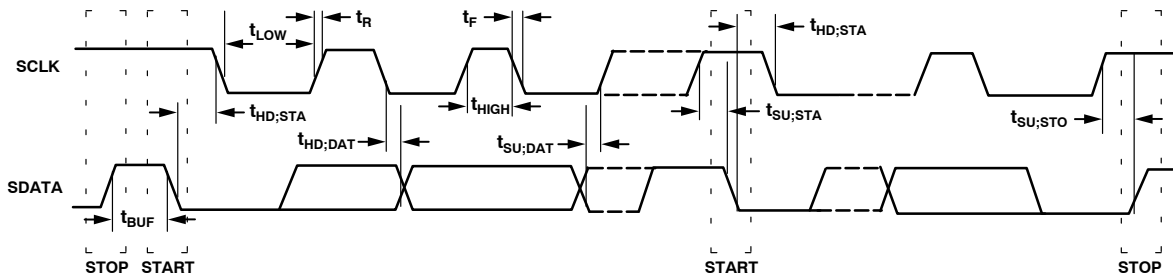 tR
tF
tLOW
tHD;STA
SCLK
tHD;STA
tHIGH
tSU;STA
tSU;STO
tHD;DAT
tSU;DAT
SDATA
tBUF
STOP START START STOP